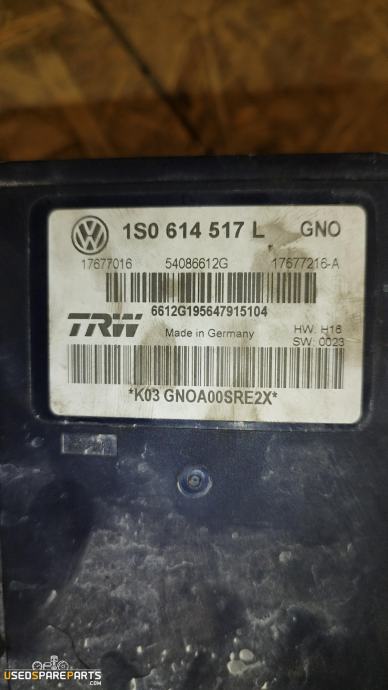 1S0 614 517 L GNO
17677016 54086612G 17677216-A
6612G195647915104
TRW Made in Germany HW: H16
SW: 0023
*K03 GNOA00SRE2X*
USEDSPAREPARTS
.COM